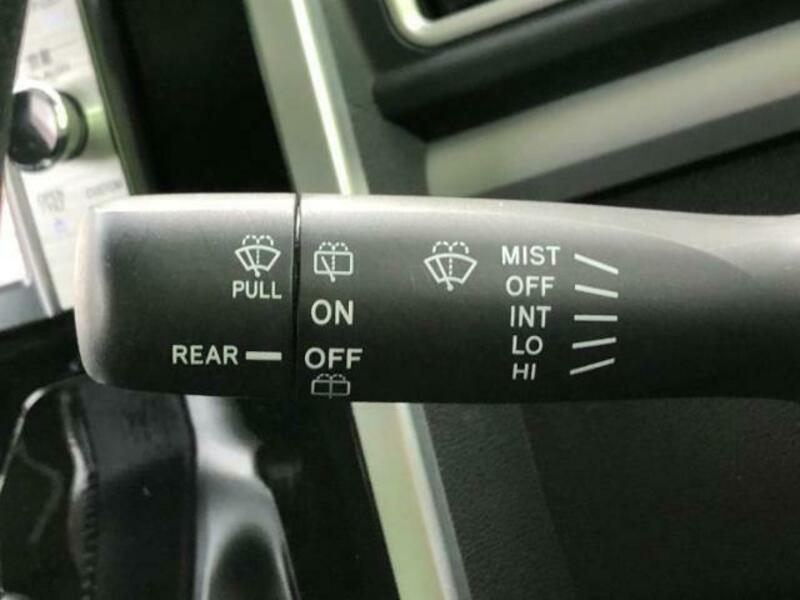 PULL
REAR
ON
OFF
MIST
OFF
INT
LO
HI